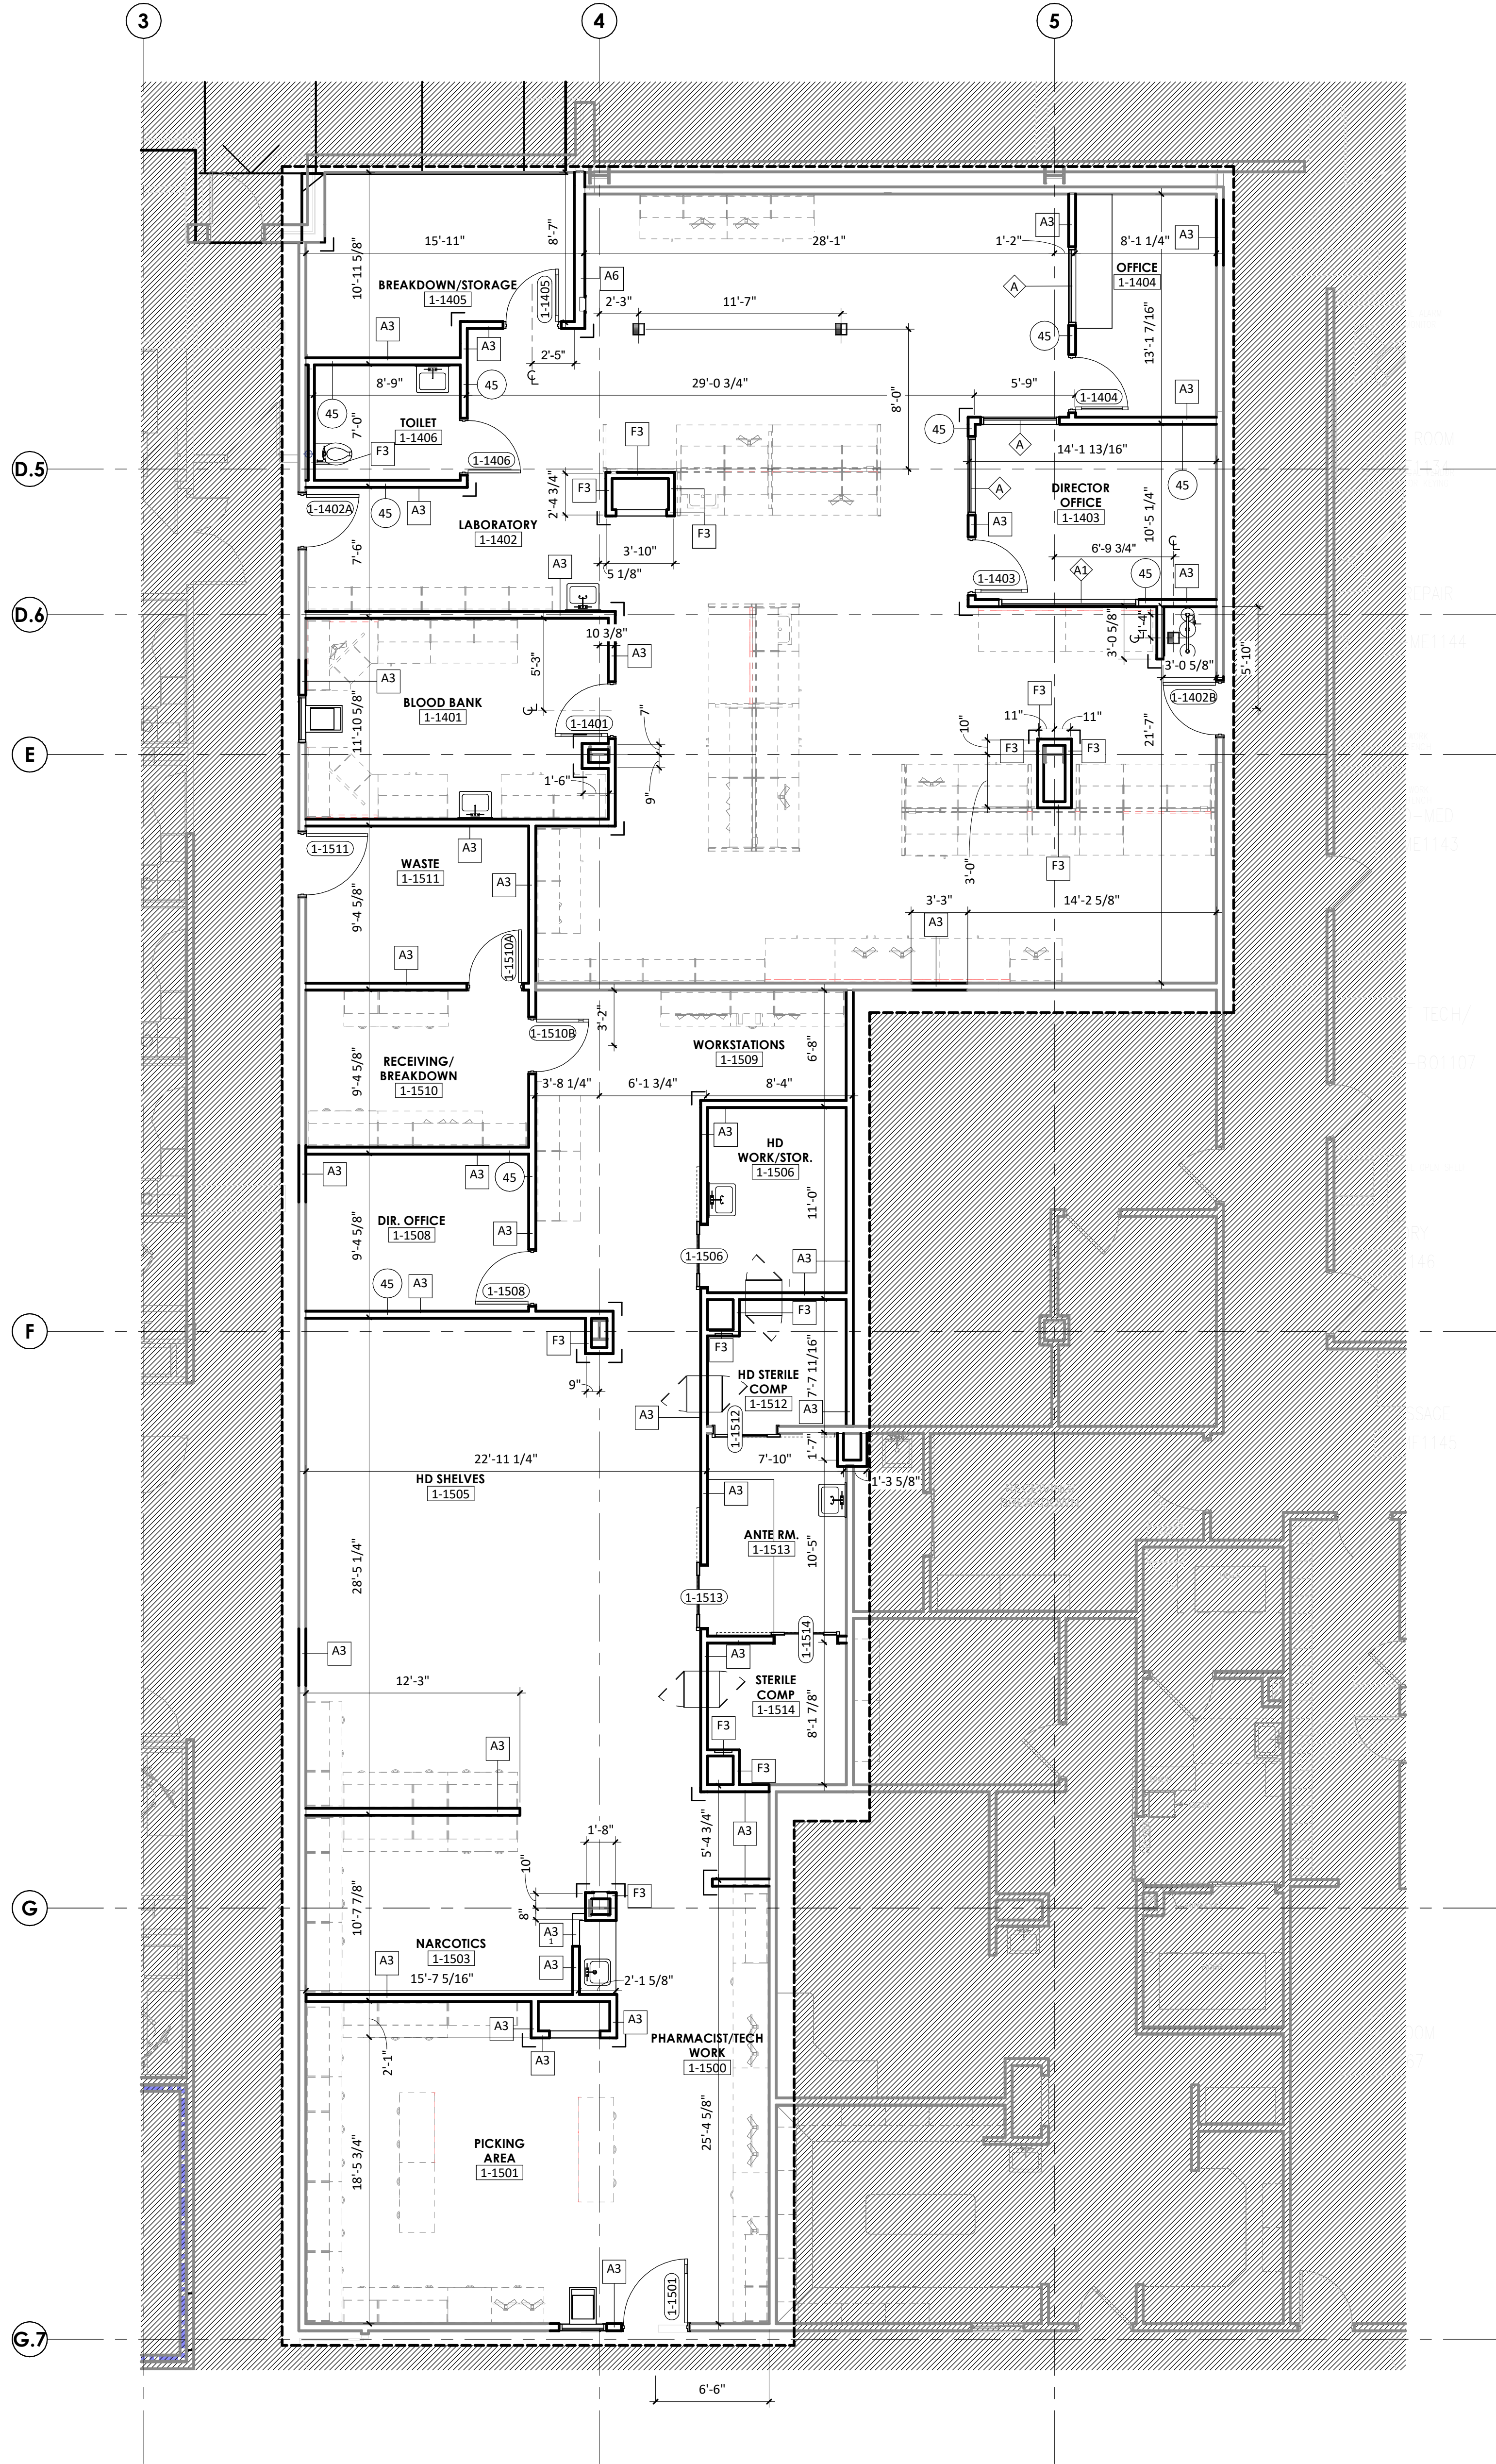 3
4
5
15'-11"
8'-7"
28'-1"
1'-2"
A3
A3
8'-1 1/4"
OFFICE
1-1404
10'-11 5/8"
BREAKDOWN/STORAGE
1-1405
1-1405
A6
A
2'-3"
11'-7"
A3
A3
45
13'-1 7/16"
2'-5"
8'-9"
45
29'-0 3/4"
8'-0"
5'-9"
1-1404
A3
45
7'-0"
TOILET
1-1406
F3
1-1406
F3
45
A
14'-1 13/16"
D.5
F3
2'-4 3/4"
A
DIRECTOR
OFFICE
1-1403
45
1-1402A
45
A3
LABORATORY
1-1402
F3
A3
10'-5 1/4"
7'-6"
3'-10"
5 1/8"
A3
6'-9 3/4"
1-1403
A1
45
A3
D.6
10 3/8"
3'-0 5/8"
1'-4"
5'-3"
A3
A3
3'-0 5/8"
5'-10"
BLOOD BANK
1-1401
11'-10 5/8"
1-1401
7"
F3
1-1402B
11"
11"
10"
21'-7"
E
F3
F3
1'-6"
9"
1-1511
A3
WASTE
1-1511
A3
3'-0"
F3
9'-4 5/8"
3'-3"
14'-2 5/8"
A3
A3
1-1510A
3'-2"
1-1510B
WORKSTATIONS
1-1509
6'-8"
RECEIVING/
BREAKDOWN
1-1510
9'-4 5/8"
3'-8 1/4"
6'-1 3/4"
8'-4"
A3
HD
WORK/STOR.
1-1506
A3
A3
45
11'-0"
DIR. OFFICE
1-1508
A3
9'-4 5/8"
1-1506
A3
45
A3
1-1508
F3
F
F3
F3
7'-7 11/16"
HD STERILE
COMP
1-1512
9"
A3
A3
1-1512
1'-7"
22'-11 1/4"
7'-10"
HD SHELVES
1-1505
1'-3 5/8"
A3
ANTE RM.
1-1513
10'-5"
28'-5 1/4"
1-1513
1-1514
A3
A3
12'-3"
STERILE
COMP
1-1514
8'-1 7/8"
F3
A3
F3
5'-4 3/4"
1'-8"
A3
10"
F3
10'-7 7/8"
G
8"
A3
1
NARCOTICS
1-1503
A3
A3
15'-7 5/16"
2'-1 5/8"
A3
A3
A3
PHARMACIST/TECH
WORK
1-1500
2'-1"
25'-4 5/8"
PICKING
AREA
1-1501
18'-5 3/4"
A3
1-1501
G.7
6'-6"